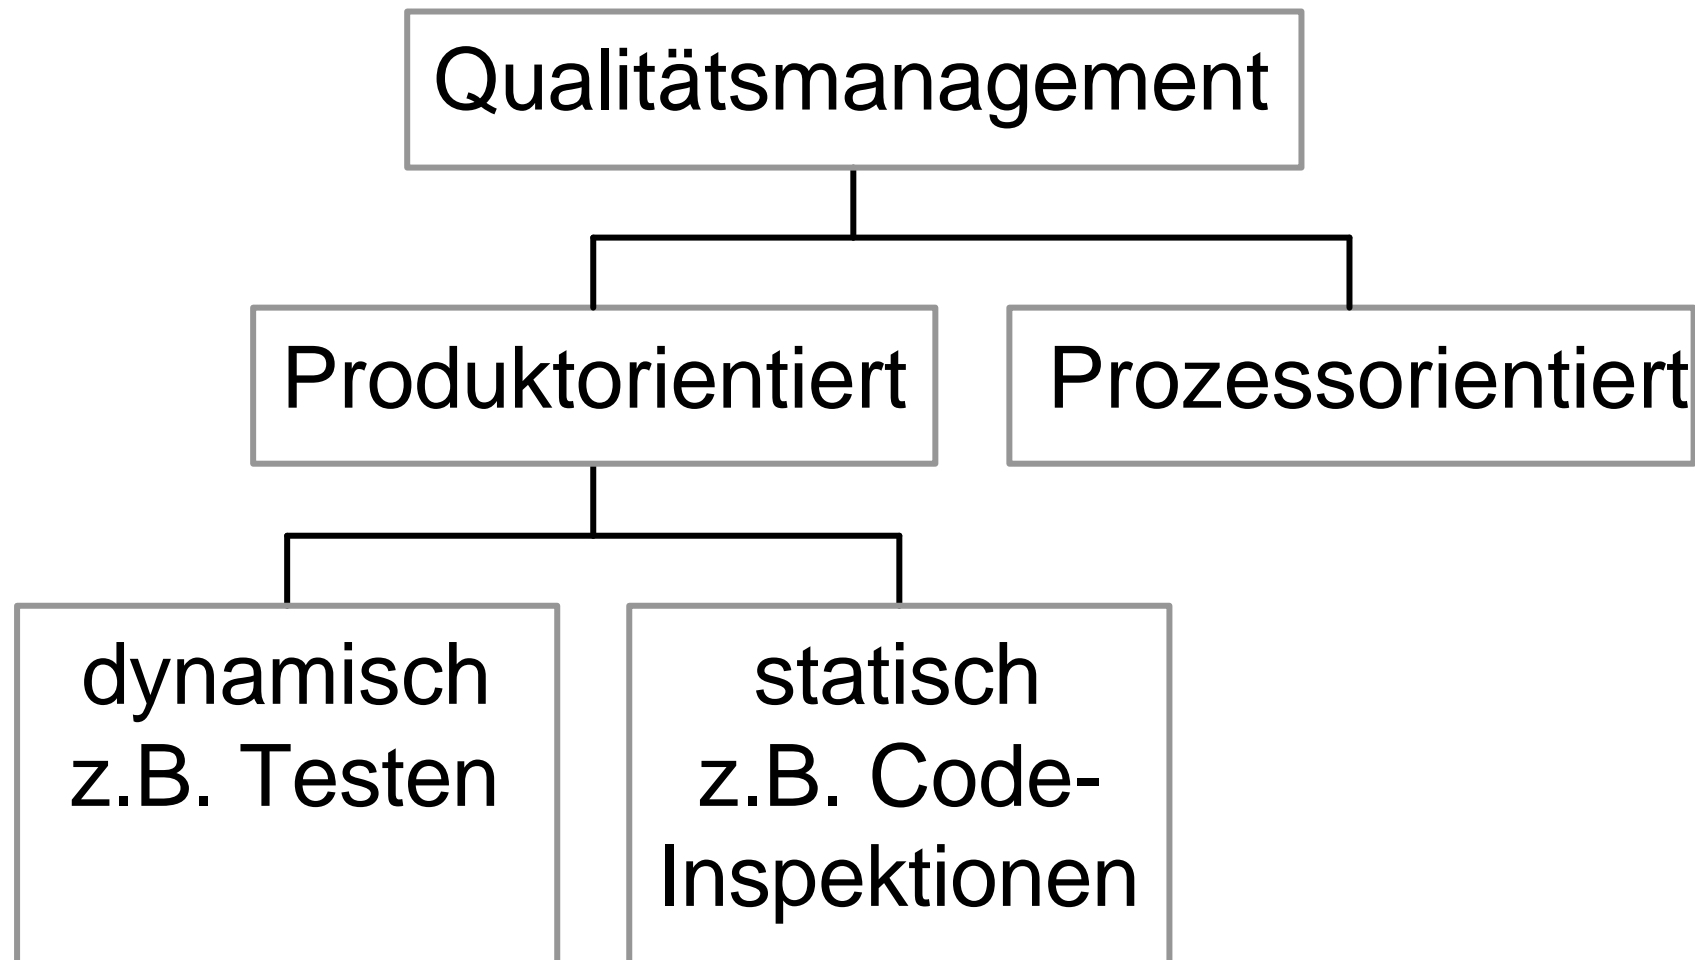 Qualitätsmanagement
Produktorientiert
Prozessorientiert
dynamisch
z.B. Testen
statisch
z.B. Code-
Inspektionen